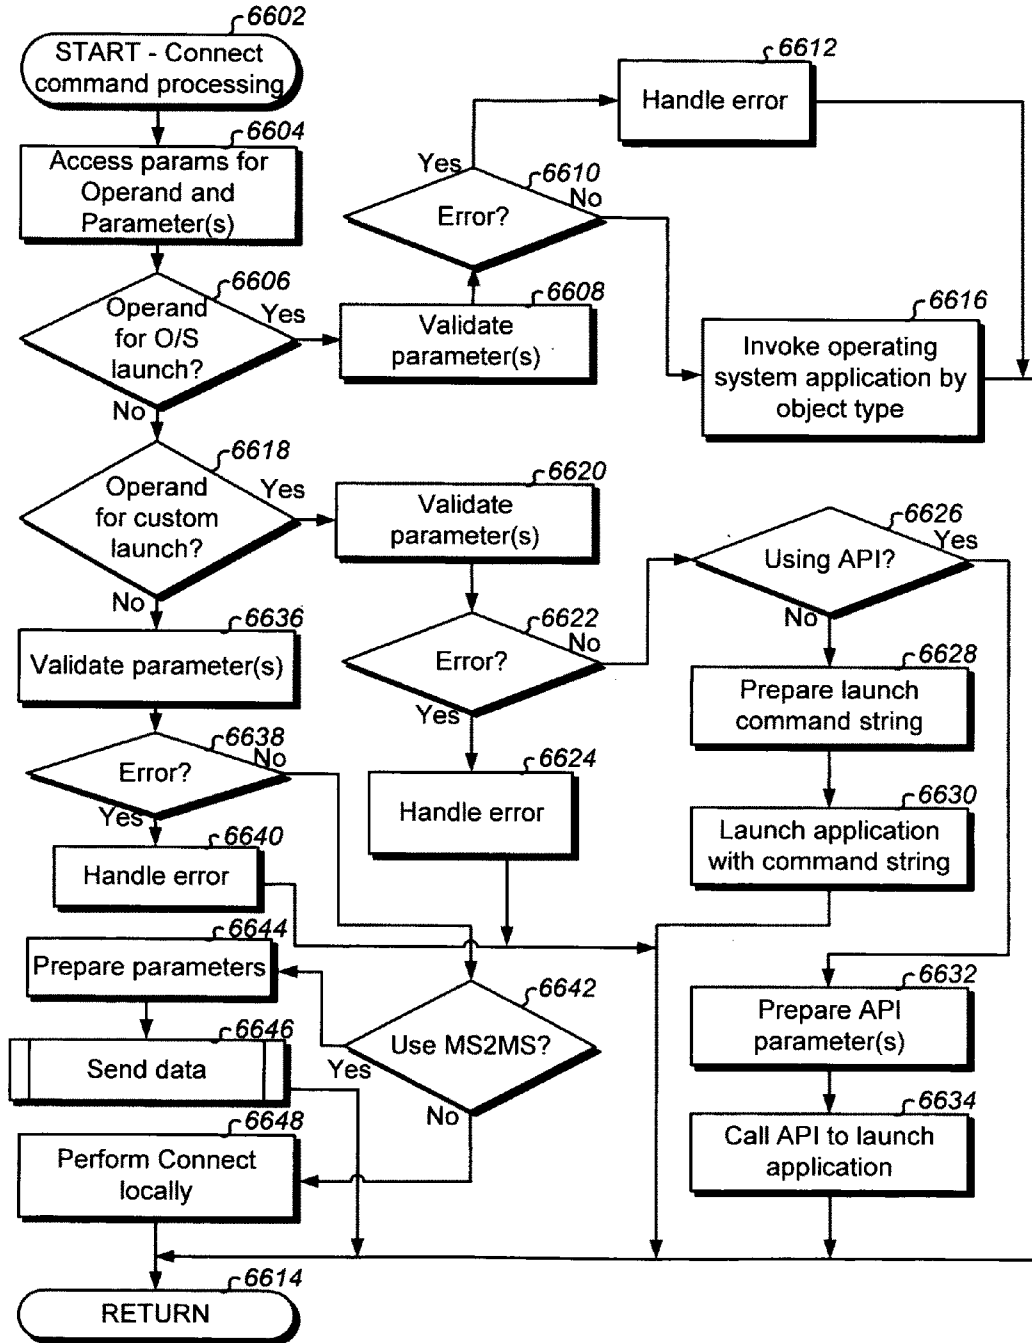 6602
START - Connect
command processing
6604
Access params for
Operand and
Parameter(s)
6606
Operand
for O/S
launch?
Yes
No
6608
Validate
parameter(s)
6610
Error?
Yes
No
6612
Handle error
6616
Invoke operating
system application by
object type
6618
Operand
for custom
launch?
Yes
No
6620
Validate
parameter(s)
6622
Error?
No
Yes
6624
Handle error
6626
Using API?
Yes
No
6628
Prepare launch
command string
6630
Launch application
with command string
6632
Prepare API
parameter(s)
6634
Call API to launch
application
6636
Validate parameter(s)
6638
Error?
No
Yes
6640
Handle error
6642
Use MS2MS?
Yes
No
6644
Prepare parameters
6646
Send data
6648
Perform Connect
locally
6614
RETURN